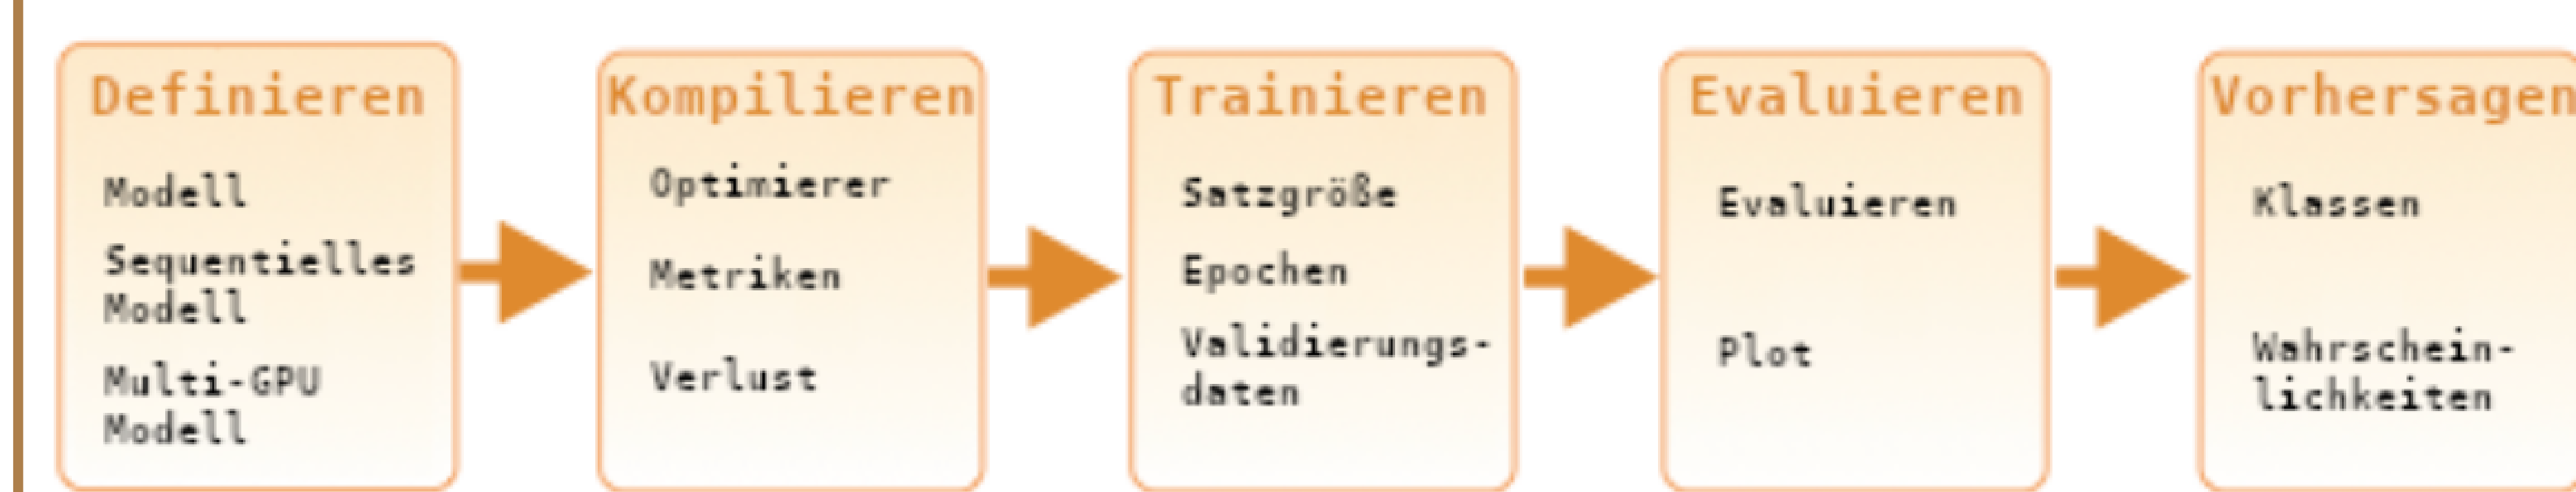 Definieren
Modell
Sequentielles
Modell
Multi-GPU
Modell
Kompilieren
Optimierer
Metriken
Verlust
Trainieren
Satzgröße
Epochen
Validierungs-
daten
Evaluieren
Evaluieren
Plot
Vorhersagen
Klassen
Wahrschein-
lichkeiten